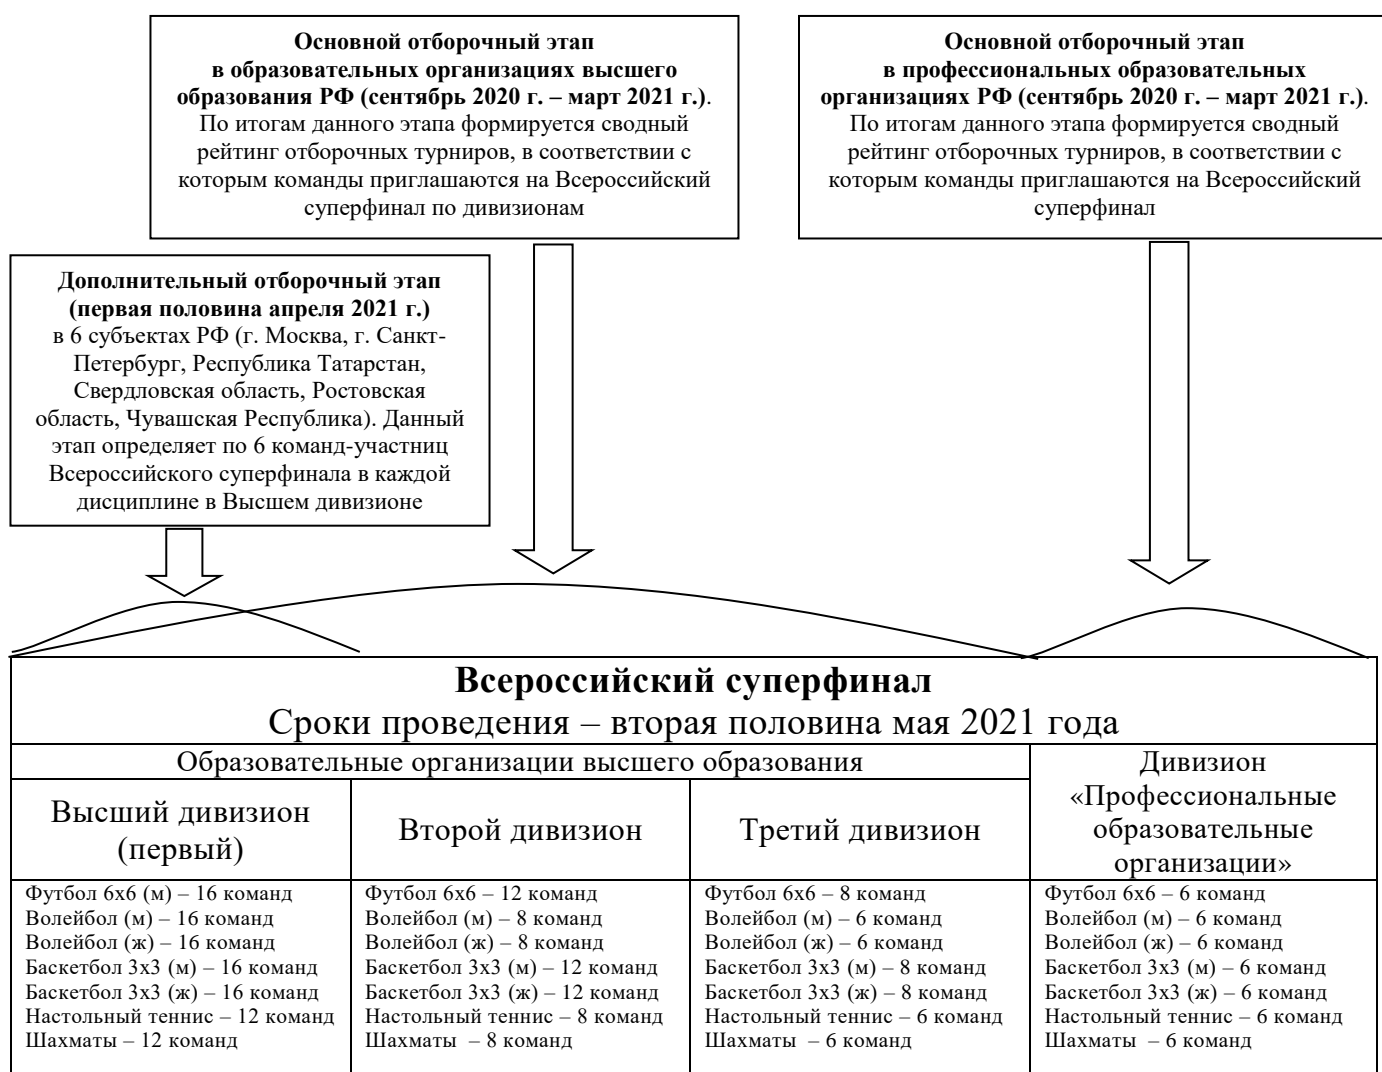 Основной отборочный этап
в образовательных организациях высшего
образования РФ (сентябрь 2020 г. – март 2021 г.).
По итогам данного этапа формируется сводный
рейтинг отборочных турниров, в соответствии с
которым команды приглашаются на Всероссийский
суперфинал по дивизионам
Основной отборочный этап
в профессиональных образовательных
организациях РФ (сентябрь 2020 г. – март 2021 г.).
По итогам данного этапа формируется сводный
рейтинг отборочных турниров, в соответствии с
которым команды приглашаются на Всероссийский
суперфинал
Дополнительный отборочный этап
(первая половина апреля 2021 г.)
в 6 субъектах РФ (г. Москва, г. Санкт-
Петербург, Республика Татарстан,
Свердловская область, Ростовская
область, Чувашская Республика). Данный
этап определяет по 6 команд-участниц
Всероссийского суперфинала в каждой
дисциплине в Высшем дивизионе
Всероссийский суперфинал
Сроки проведения – вторая половина мая 2021 года
Образовательные организации высшего образования
Дивизион
«Профессиональные
образовательные
организации»
Высший дивизион
(первый)
Второй дивизион
Третий дивизион
Футбол 6х6 (м) – 16 команд
Волейбол (м) – 16 команд
Волейбол (ж) – 16 команд
Баскетбол 3х3 (м) – 16 команд
Баскетбол 3х3 (ж) – 16 команд
Настольный теннис – 12 команд
Шахматы – 12 команд
Футбол 6х6 – 12 команд
Волейбол (м) – 8 команд
Волейбол (ж) – 8 команд
Баскетбол 3х3 (м) – 12 команд
Баскетбол 3х3 (ж) – 12 команд
Настольный теннис – 8 команд
Шахматы – 8 команд
Футбол 6х6 – 8 команд
Волейбол (м) – 6 команд
Волейбол (ж) – 6 команд
Баскетбол 3х3 (м) – 8 команд
Баскетбол 3х3 (ж) – 8 команд
Настольный теннис – 6 команд
Шахматы – 6 команд
Футбол 6х6 – 6 команд
Волейбол (м) – 6 команд
Волейбол (ж) – 6 команд
Баскетбол 3х3 (м) – 6 команд
Баскетбол 3х3 (ж) – 6 команд
Настольный теннис – 6 команд
Шахматы – 6 команд